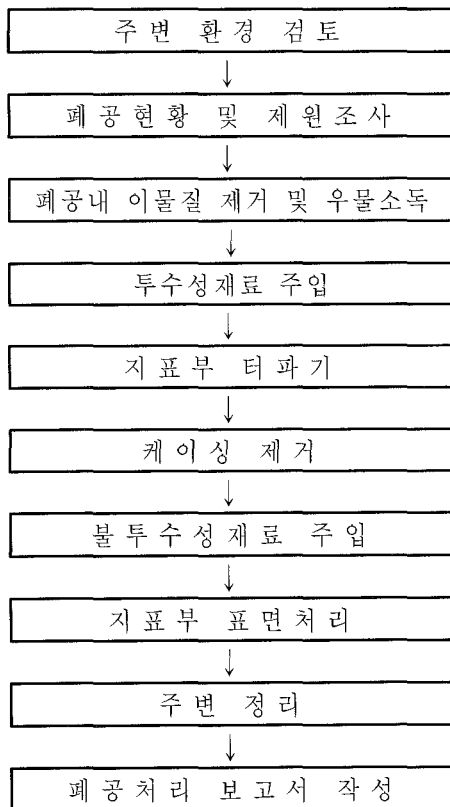 주변 환경 검토
↓
폐공현황 및 제원조사
↓
폐공내 이물질 제거 및 우물소독
↓
투수성재료 주입
↓
지표부 터파기
↓
케이싱 제거
↓
불투수성재료 주입
↓
지표부 표면처리
↓
주변 정리
↓
폐공처리 보고서 작성